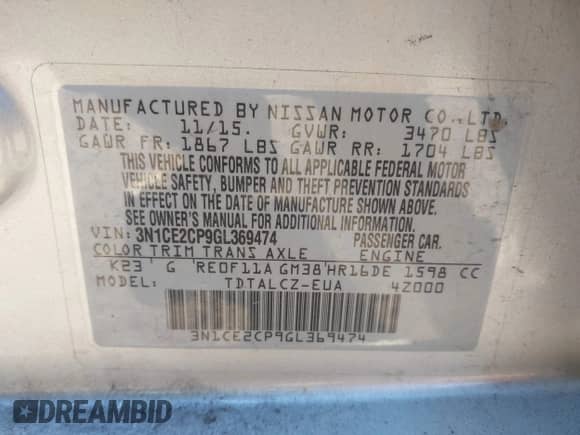 MANUFACTURED BY NISSAN MOTOR CO.,LTD.
DATE: 11/15. GVWR: 3470 LBS
GAWR FR: 1867 LBS GAWR RR: 1704 LBS
THIS VEHICLE CONFORMS TO ALL APPLICABLE FEDERAL MOTOR
VEHICLE SAFETY, BUMPER AND THEFT PREVENTION STANDARDS
IN EFFECT ON THE DATE OF MANUFACTURE SHOWN ABOVE.
SEE OWNER'S MANUAL FOR ADDITIONAL INFORMATION.
VIN: 3N1CE2CP9GL369474 PASSENGER CAR.
COLOR TRIM TRANS AXLE ENGINE
K23 G RE0F11A GM38 HR16DE 1598 CC
MODEL: TDTALCZ-EUA 4Z000
3N1CE2CP9GL369474
DREAMBID